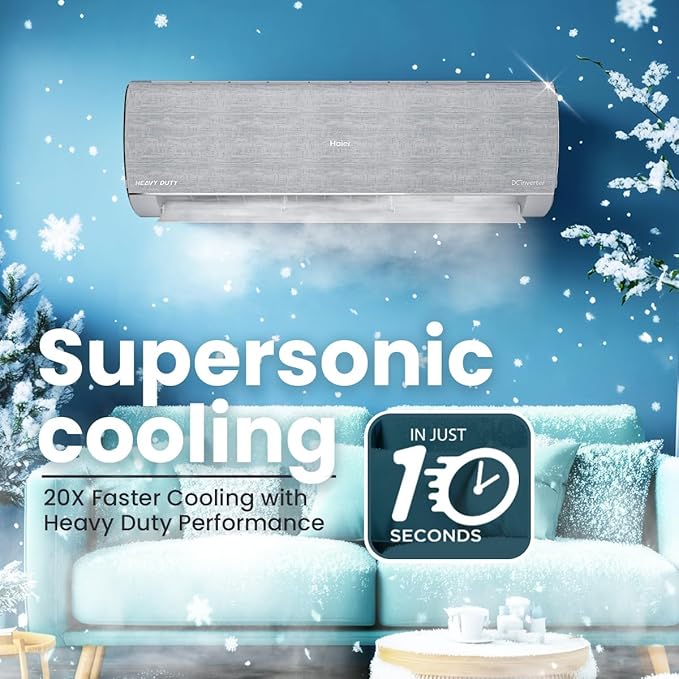 Haier
HEAVY DUTY
DC inverter
Supersonic
cooling
20X Faster Cooling with
Heavy Duty Performance
IN JUST
10
SECONDS